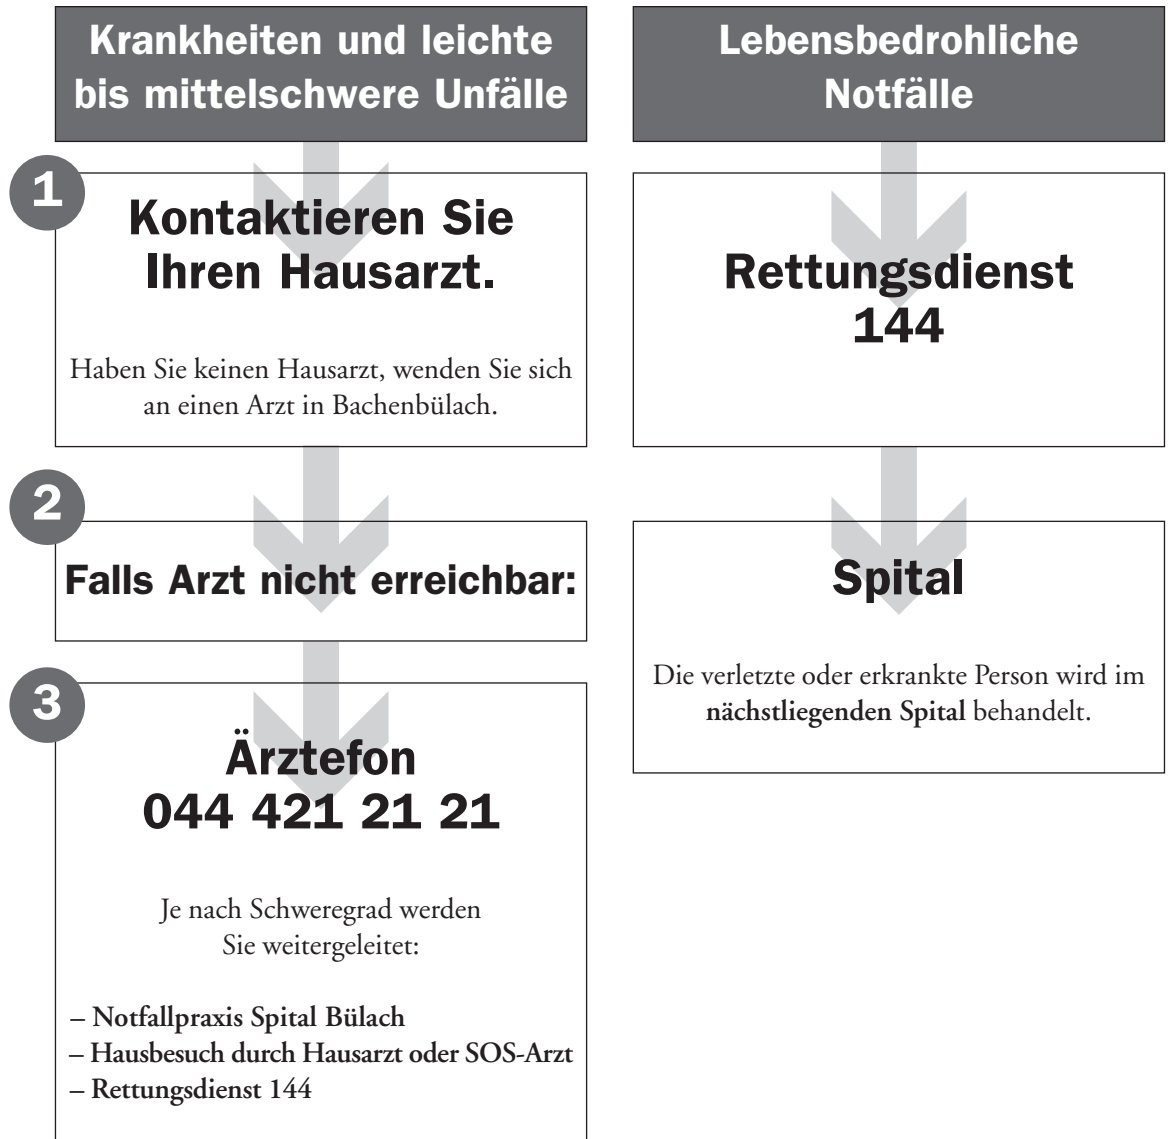 Krankheiten und leichte
bis mittelschwere Unfälle
1
Kontaktieren Sie
Ihren Hausarzt.
Haben Sie keinen Hausarzt, wenden Sie sich
an einen Arzt in Bachenbülach.
2
Falls Arzt nicht erreichbar:
3
Ärztefon
044 421 21 21
Je nach Schweregrad werden
Sie weitergeleitet:
– Notfallpraxis Spital Bülach
– Hausbesuch durch Hausarzt oder SOS-Arzt
– Rettungsdienst 144
Lebensbedrohliche
Notfälle
Rettungsdienst
144
Spital
Die verletzte oder erkrankte Person wird im
nächstliegenden Spital behandelt.